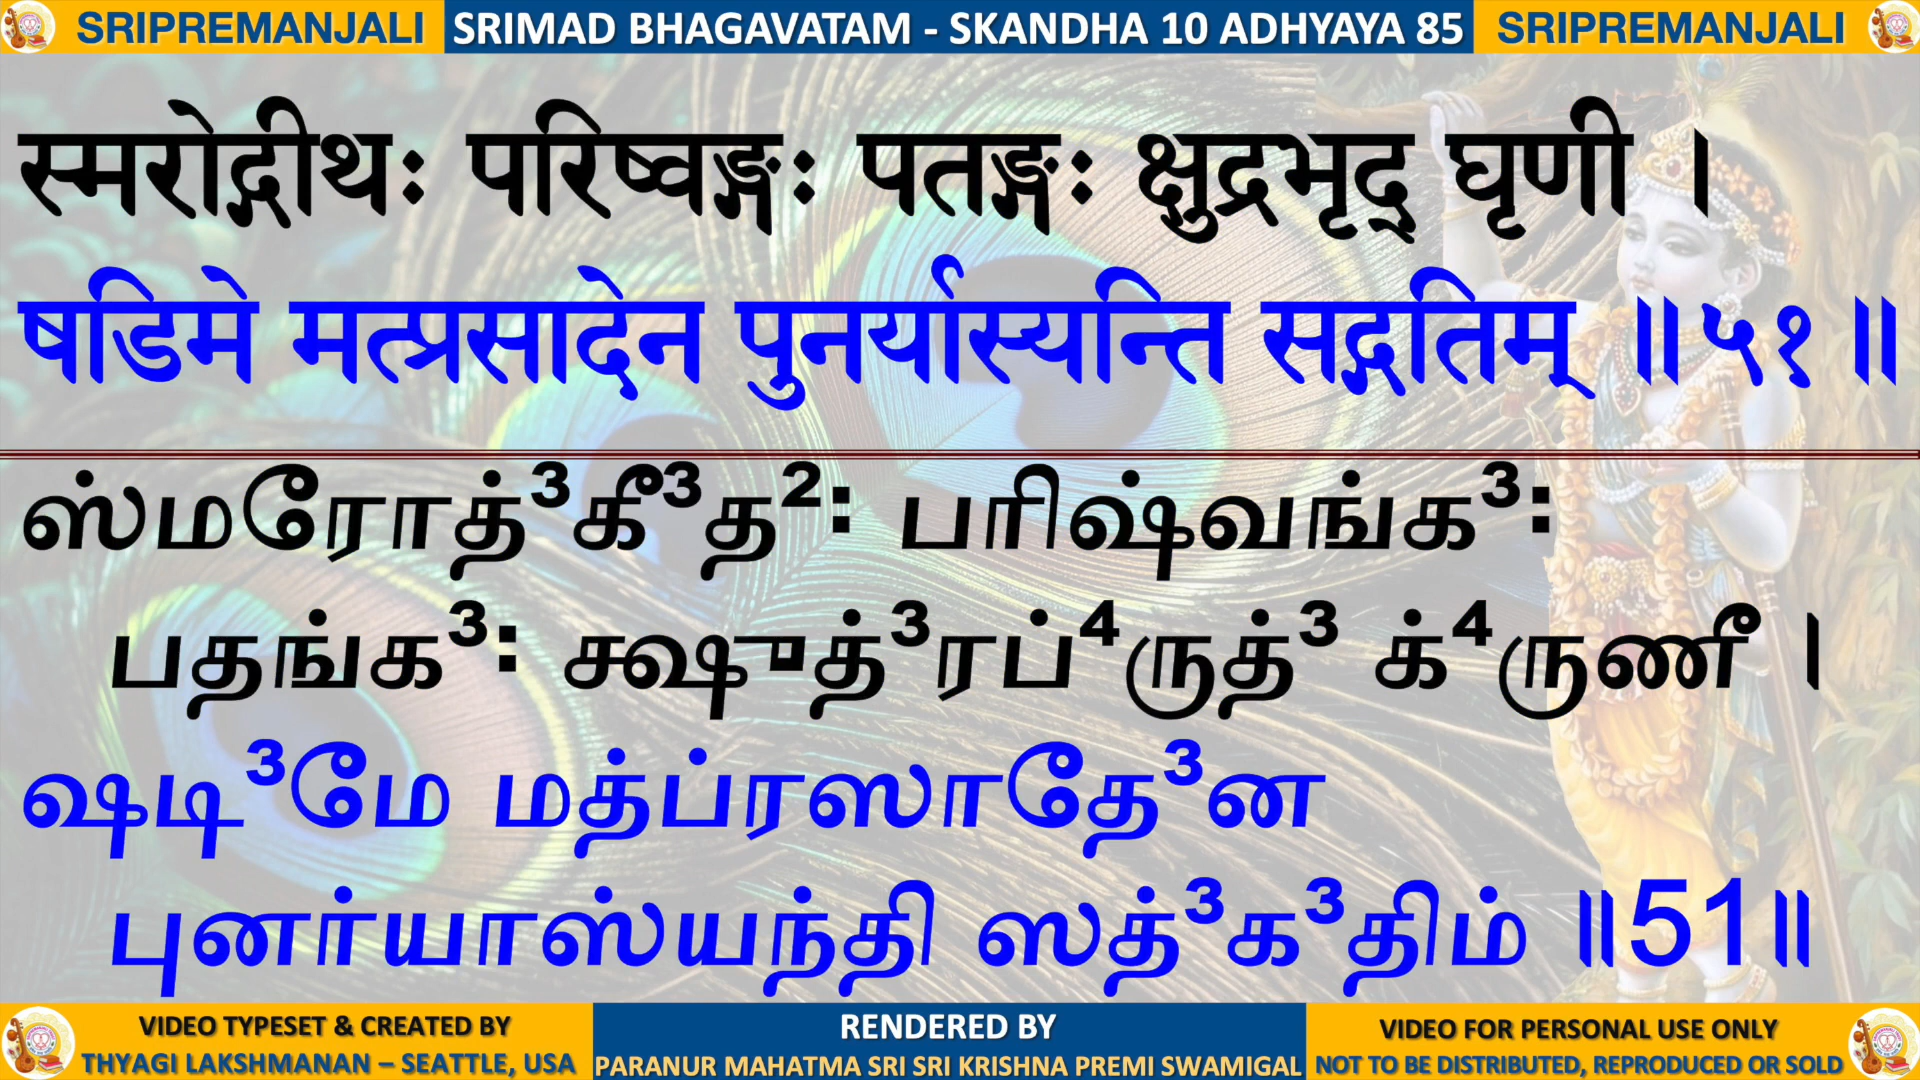 SRIPREMANJALI SRIMAD BHAGAVATAM - SKANDHA 10 ADHYAYA 85 SRIPREMANJALI
स्मरोद्गीथः परिष्वङ्गः पतङ्गः क्षुद्रभृद् घृणी ।
षडिमे मत्प्रसादेन पुनर्यास्यन्ति सद्गतिम् ॥५१॥
ஸ்மரோத்³கீ³த²: பரிஷ்வங்க³:
பதங்க³: க்ஷுத்³ரப்⁴ருத்³ க்⁴ருணீ ।
ஷடி³மே மத்ப்ரஸாதே³ன
புனர்யாஸ்யந்தி ஸத்³க³திம் ॥51॥
VIDEO TYPESET & CREATED BY RENDERED BY VIDEO FOR PERSONAL USE ONLY
THYAGI LAKSHMANAN – SEATTLE, USA PARANUR MAHATMA SRI SRI KRISHNA PREMI SWAMIGAL NOT TO BE DISTRIBUTED, REPRODUCED OR SOLD